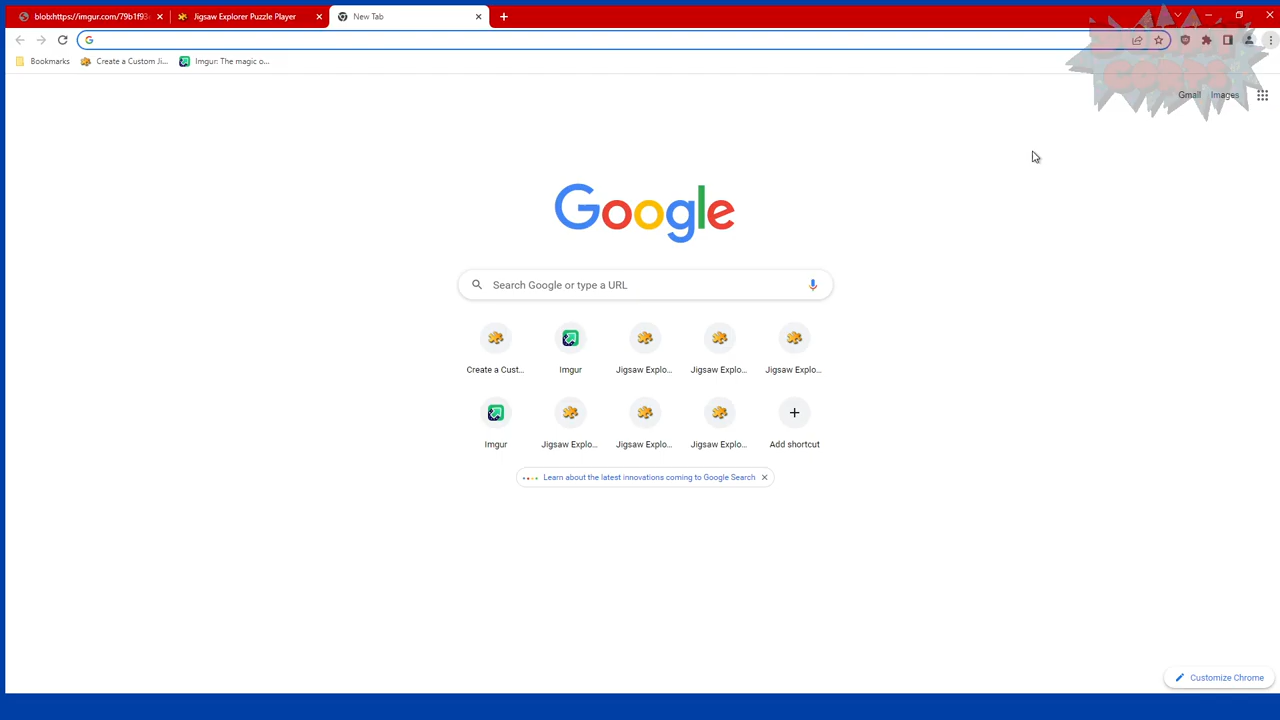 blob:https://imgur.com/79b1f93
Jigsaw Explorer Puzzle Player
New Tab
Bookmarks
Create a Custom Ji...
Imgur: The magic o...
Gmail
Images
Google
Search Google or type a URL
Create a Cust...
Imgur
Jigsaw Explo...
Jigsaw Explo...
Jigsaw Explo...
Imgur
Jigsaw Explo...
Jigsaw Explo...
Jigsaw Explo...
Add shortcut
Learn about the latest innovations coming to Google Search
Customize Chrome